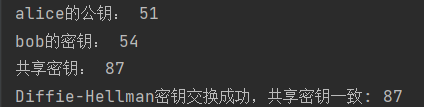 alice的公钥： 51
bob的密钥： 54
共享密钥： 87
Diffie-Hellman密钥交换成功，共享密钥一致: 87